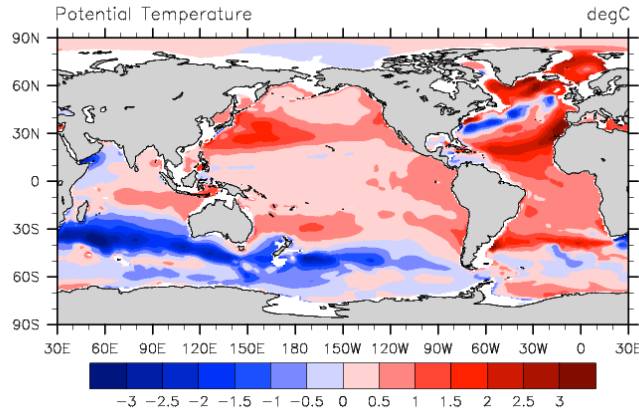 Potential Temperature degC
90N
60N
30N
0
30S
60S
90S
30E 60E 90E 120E 150E 180 150W 120W 90W 60W 30W 0 30E
−3 −2.5 −2 −1.5 −1 −0.5 0 0.5 1 1.5 2 2.5 3